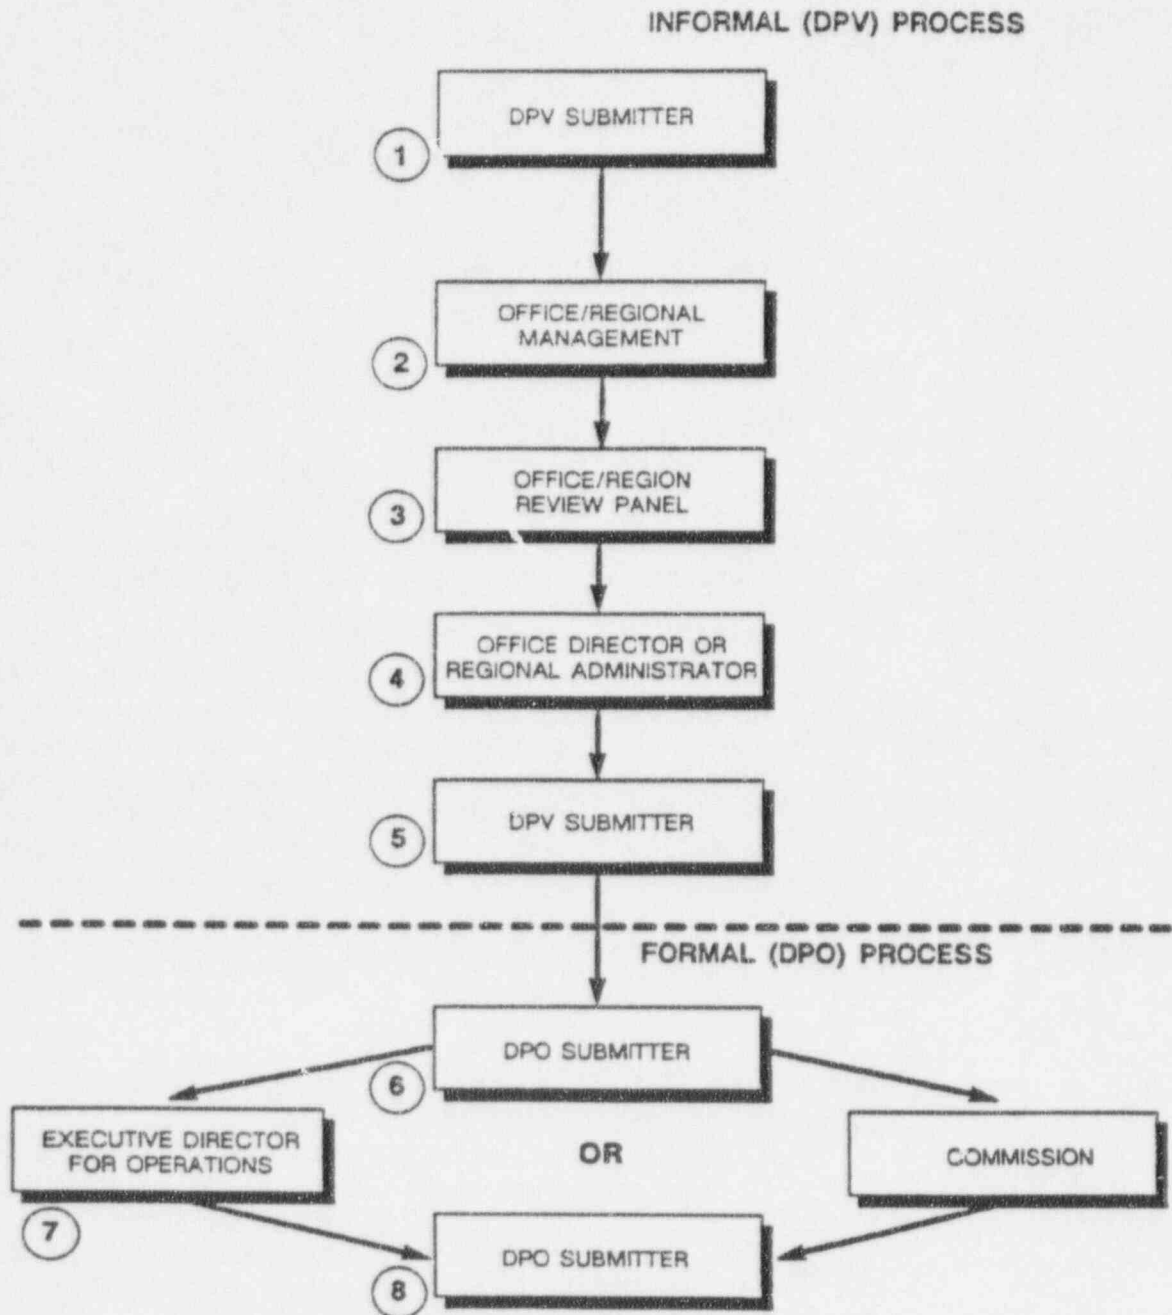 INFORMAL (DPV) PROCESS
DPV SUBMITTER
1
OFFICE/REGIONAL
MANAGEMENT
2
OFFICE/REGION
REVIEW PANEL
3
OFFICE DIRECTOR OR
REGIONAL ADMINISTRATOR
4
DPV SUBMITTER
5
FORMAL (DPO) PROCESS
DPO SUBMITTER
6
EXECUTIVE DIRECTOR
FOR OPERATIONS
7
OR
COMMISSION
DPO SUBMITTER
8